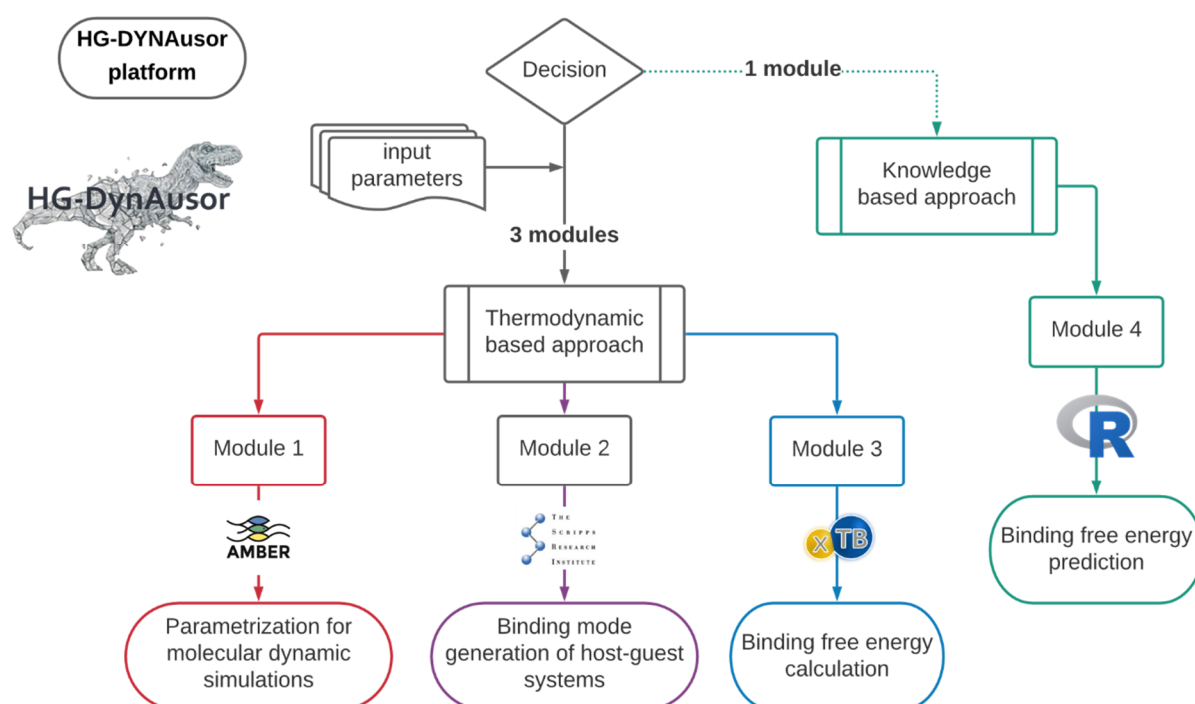 HG-DYNAusor
platform
Decision
1 module
input
parameters
HG-DynAusor
Knowledge
based approach
3 modules
Thermodynamic
based approach
Module 4
Module 1
Module 2
Module 3
R
AMBER
THE
SCRIPPS
RESEARCH
INSTITUTE
xTB
Binding free energy
prediction
Parametrization for
molecular dynamic
simulations
Binding mode
generation of host-guest
systems
Binding free energy
calculation